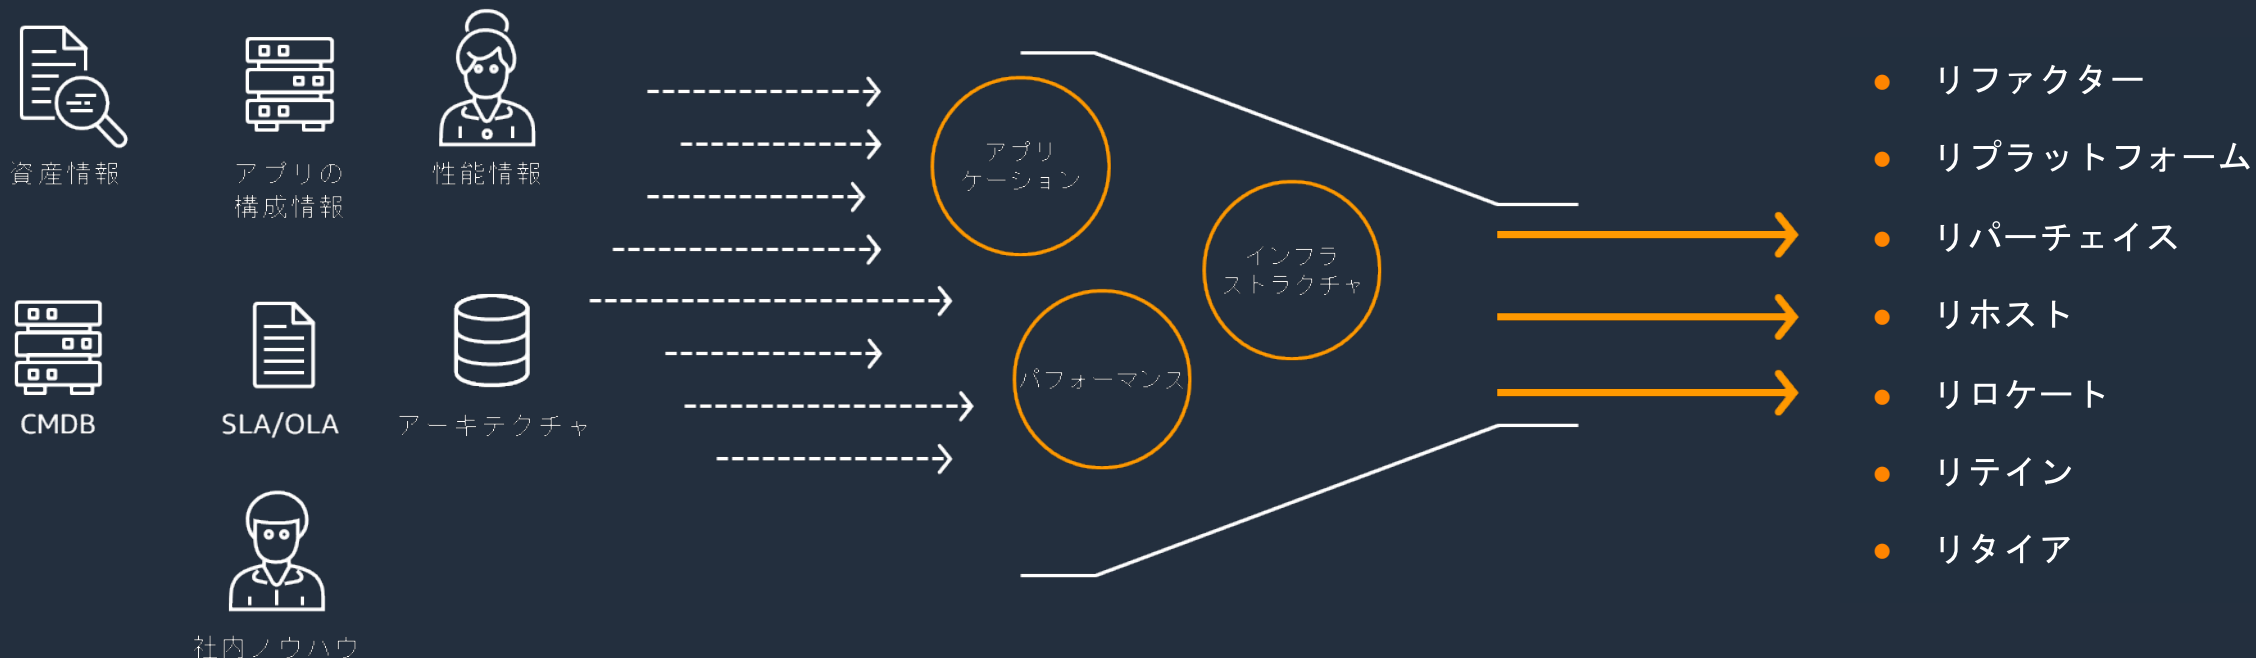 資産情報
アプリの
構成情報
性能情報
CMDB
SLA/OLA
アーキテクチャ
社内ノウハウ
アプリ
ケーション
インフラ
ストラクチャ
パフォーマンス
● リファクター
● リプラットフォーム
● リパーチェイス
● リホスト
● リロケート
● リテイン
● リタイア